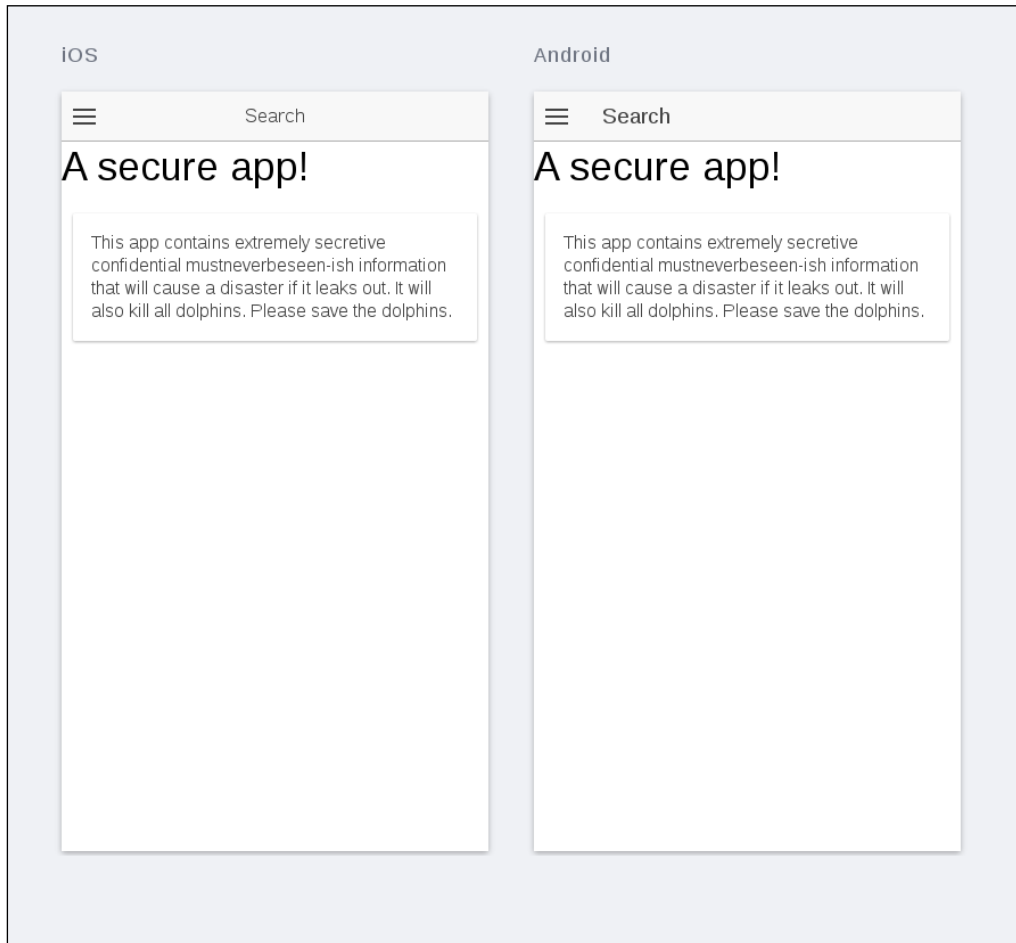 iOS
Search
A secure app!
This app contains extremely secretive
confidential mustneverbeseen-ish information
that will cause a disaster if it leaks out. It will
also kill all dolphins. Please save the dolphins.
Android
Search
A secure app!
This app contains extremely secretive
confidential mustneverbeseen-ish information
that will cause a disaster if it leaks out. It will
also kill all dolphins. Please save the dolphins.